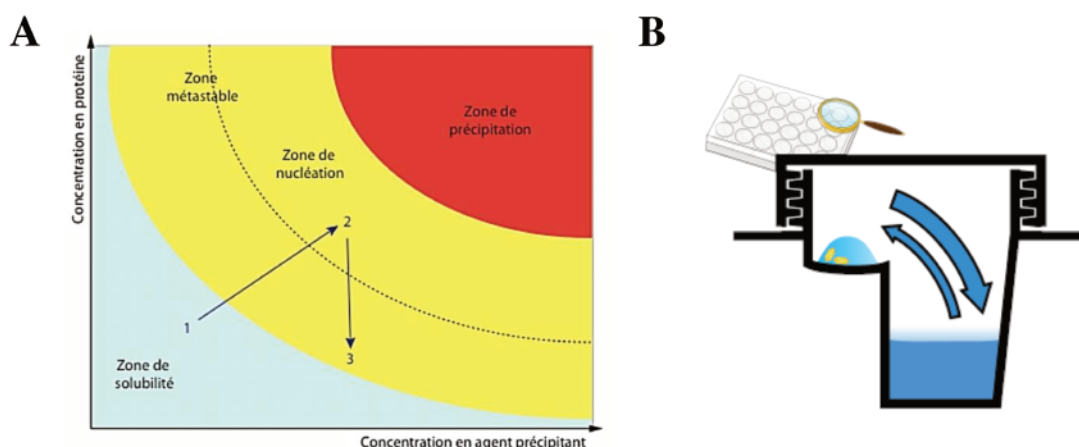 A
B
Concentration en protéine
Zone
métastable
Zone de
précipitation
Zone de
nucléation
2
1
3
Zone de
solubilité
Concentration en agent précipitant